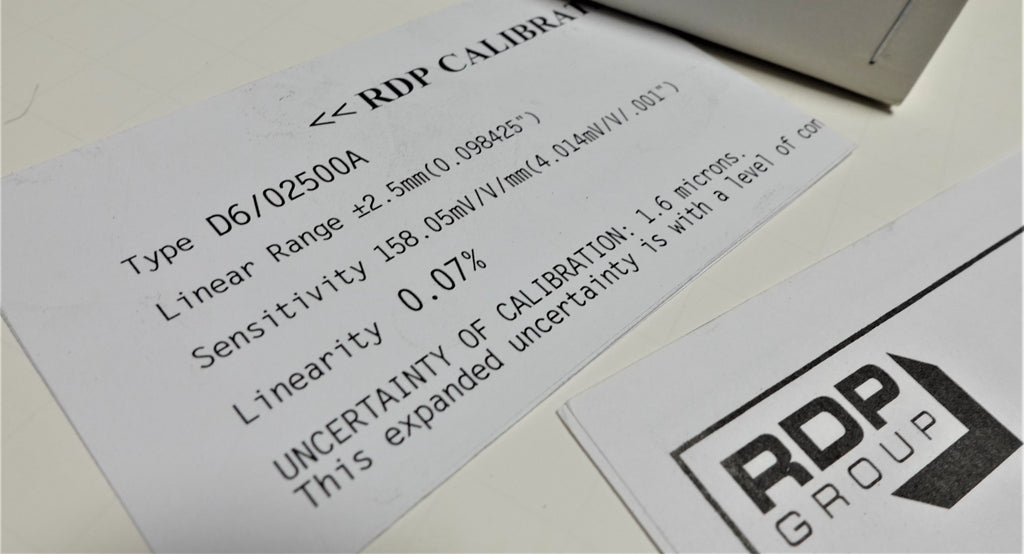 << RDP CALIBRAT
Type D6/02500A
Linear Range ±2.5mm(0.098425")
Sensitivity 158.05mV/V/mm(4.014mV/V/.001")
Linearity 0.07%
UNCERTAINTY OF CALIBRATION: 1.6 microns.
This expanded uncertainty is with a level of con
RDP
GROUP